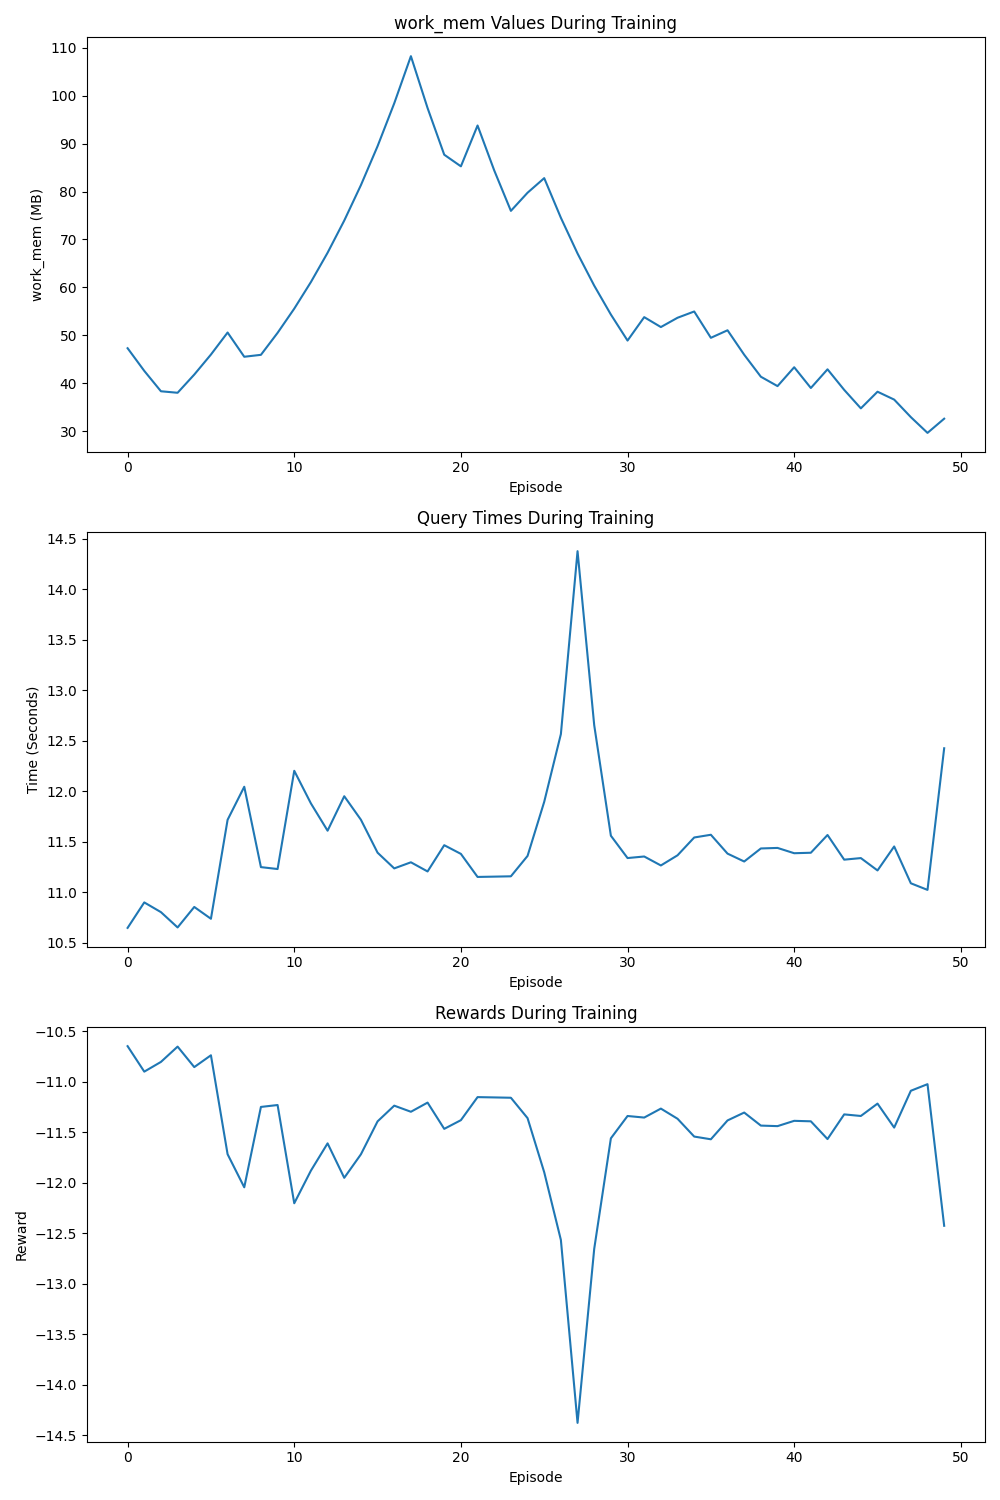 work_mem Values During Training
110
100
90
80
70
60
50
40
30
work_mem (MB)
0 10 20 30 40 50
Episode
Query Times During Training
14.5
14.0
13.5
13.0
12.5
12.0
11.5
11.0
10.5
Time (Seconds)
0 10 20 30 40 50
Episode
Rewards During Training
−10.5
−11.0
−11.5
−12.0
−12.5
−13.0
−13.5
−14.0
−14.5
Reward
0 10 20 30 40 50
Episode